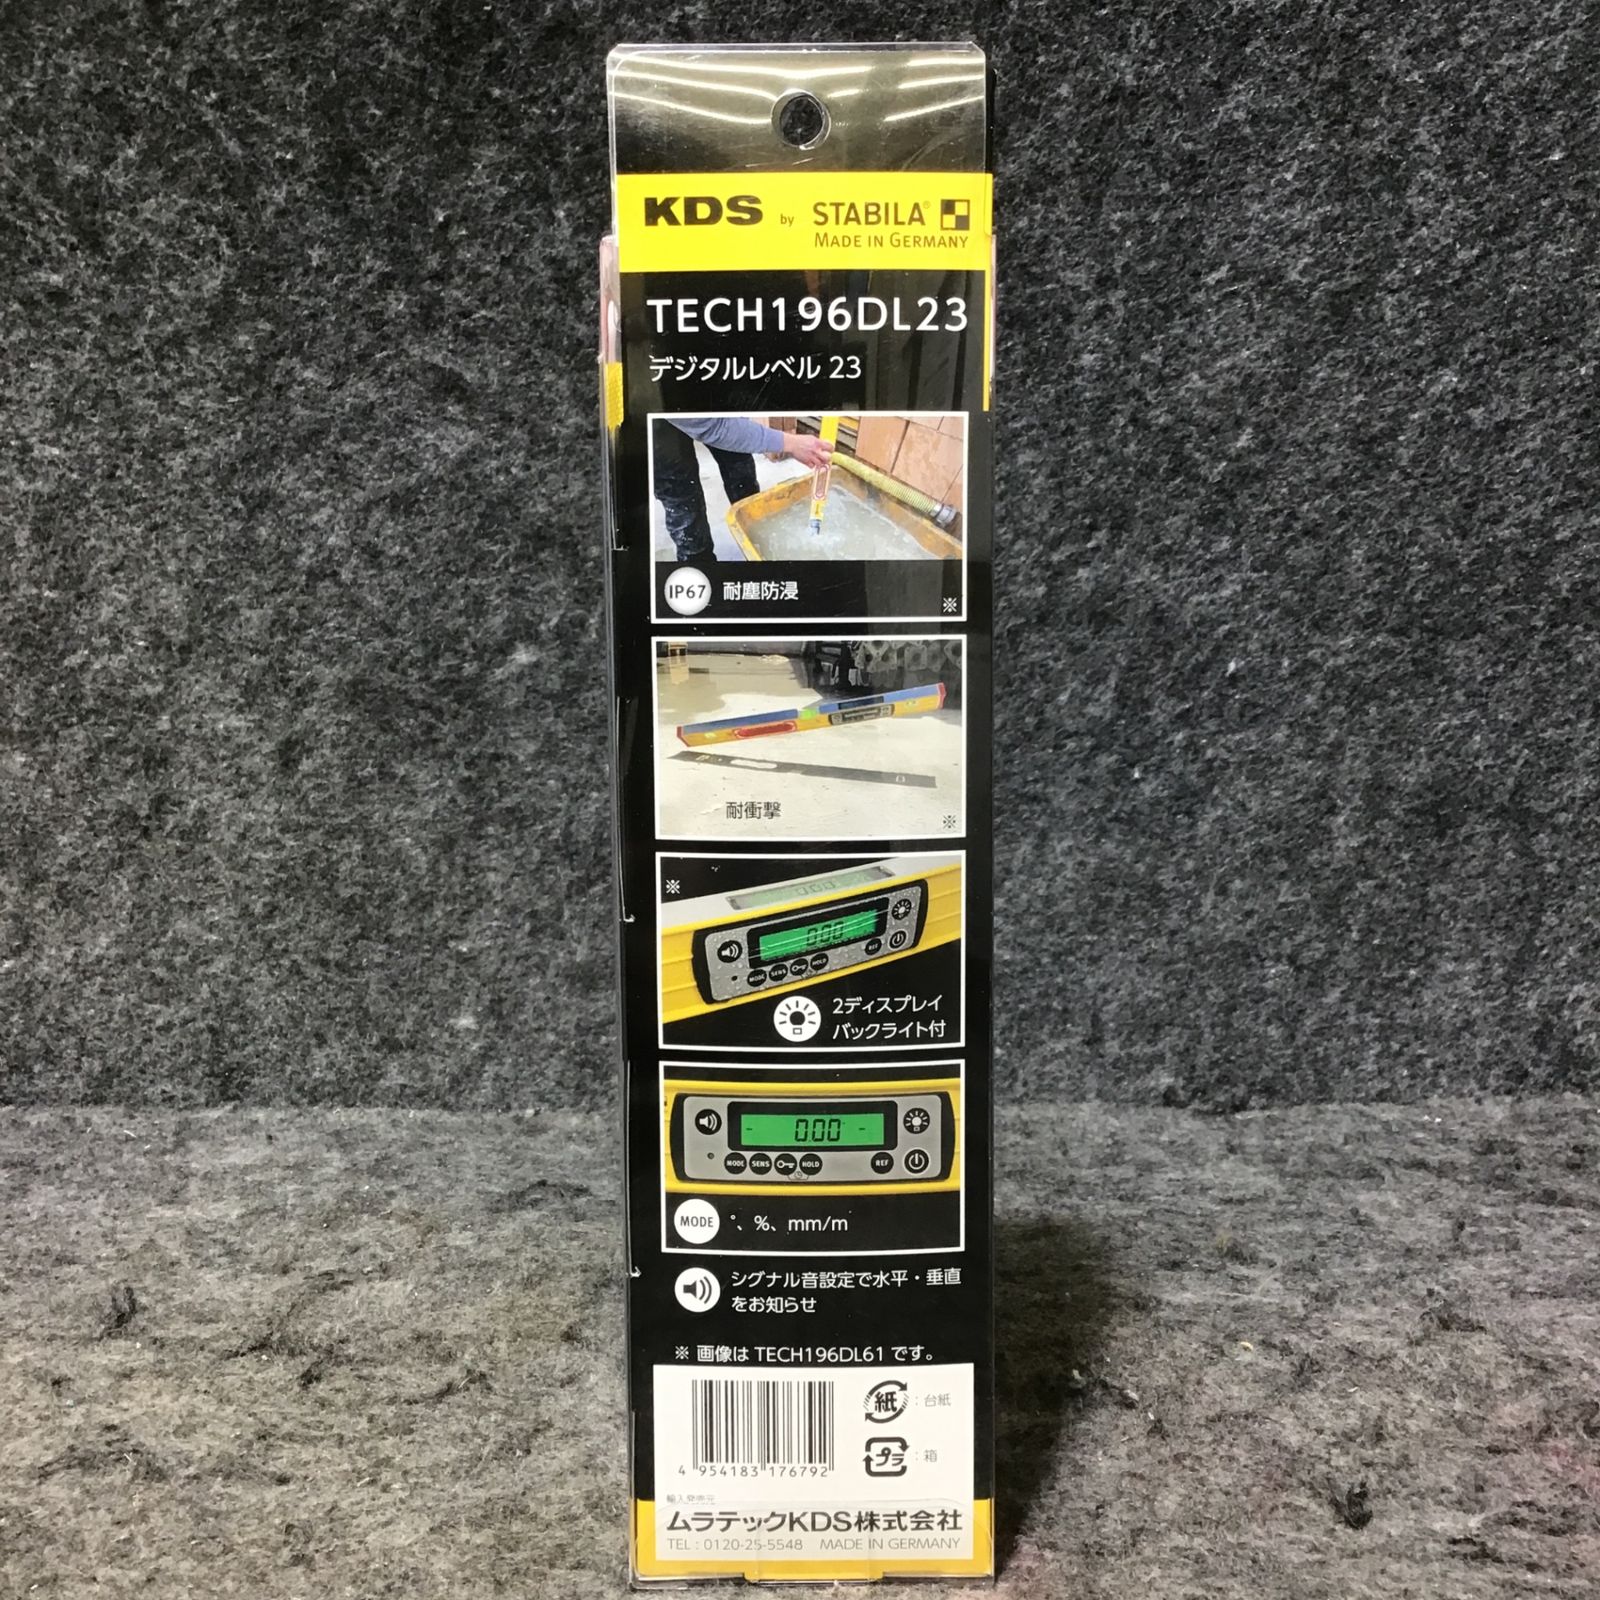 KDS by STABILA®
MADE IN GERMANY
TECH196DL23
デジタルレベル 23
IP67 耐塵防浸
※
耐衝撃
※
※
0.00
MODE SENS HOLD REF
2ディスプレイ
バックライト付
0.00
MODE SENS HOLD REF
MODE °、%、mm/m
シグナル音設定で水平・垂直
をお知らせ
※ 画像は TECH196DL61 です。
紙 : 台紙
プラ : 箱
4 954183 176792
輸入発売元
ムラテックKDS株式会社
TEL : 0120-25-5548 MADE IN GERMANY